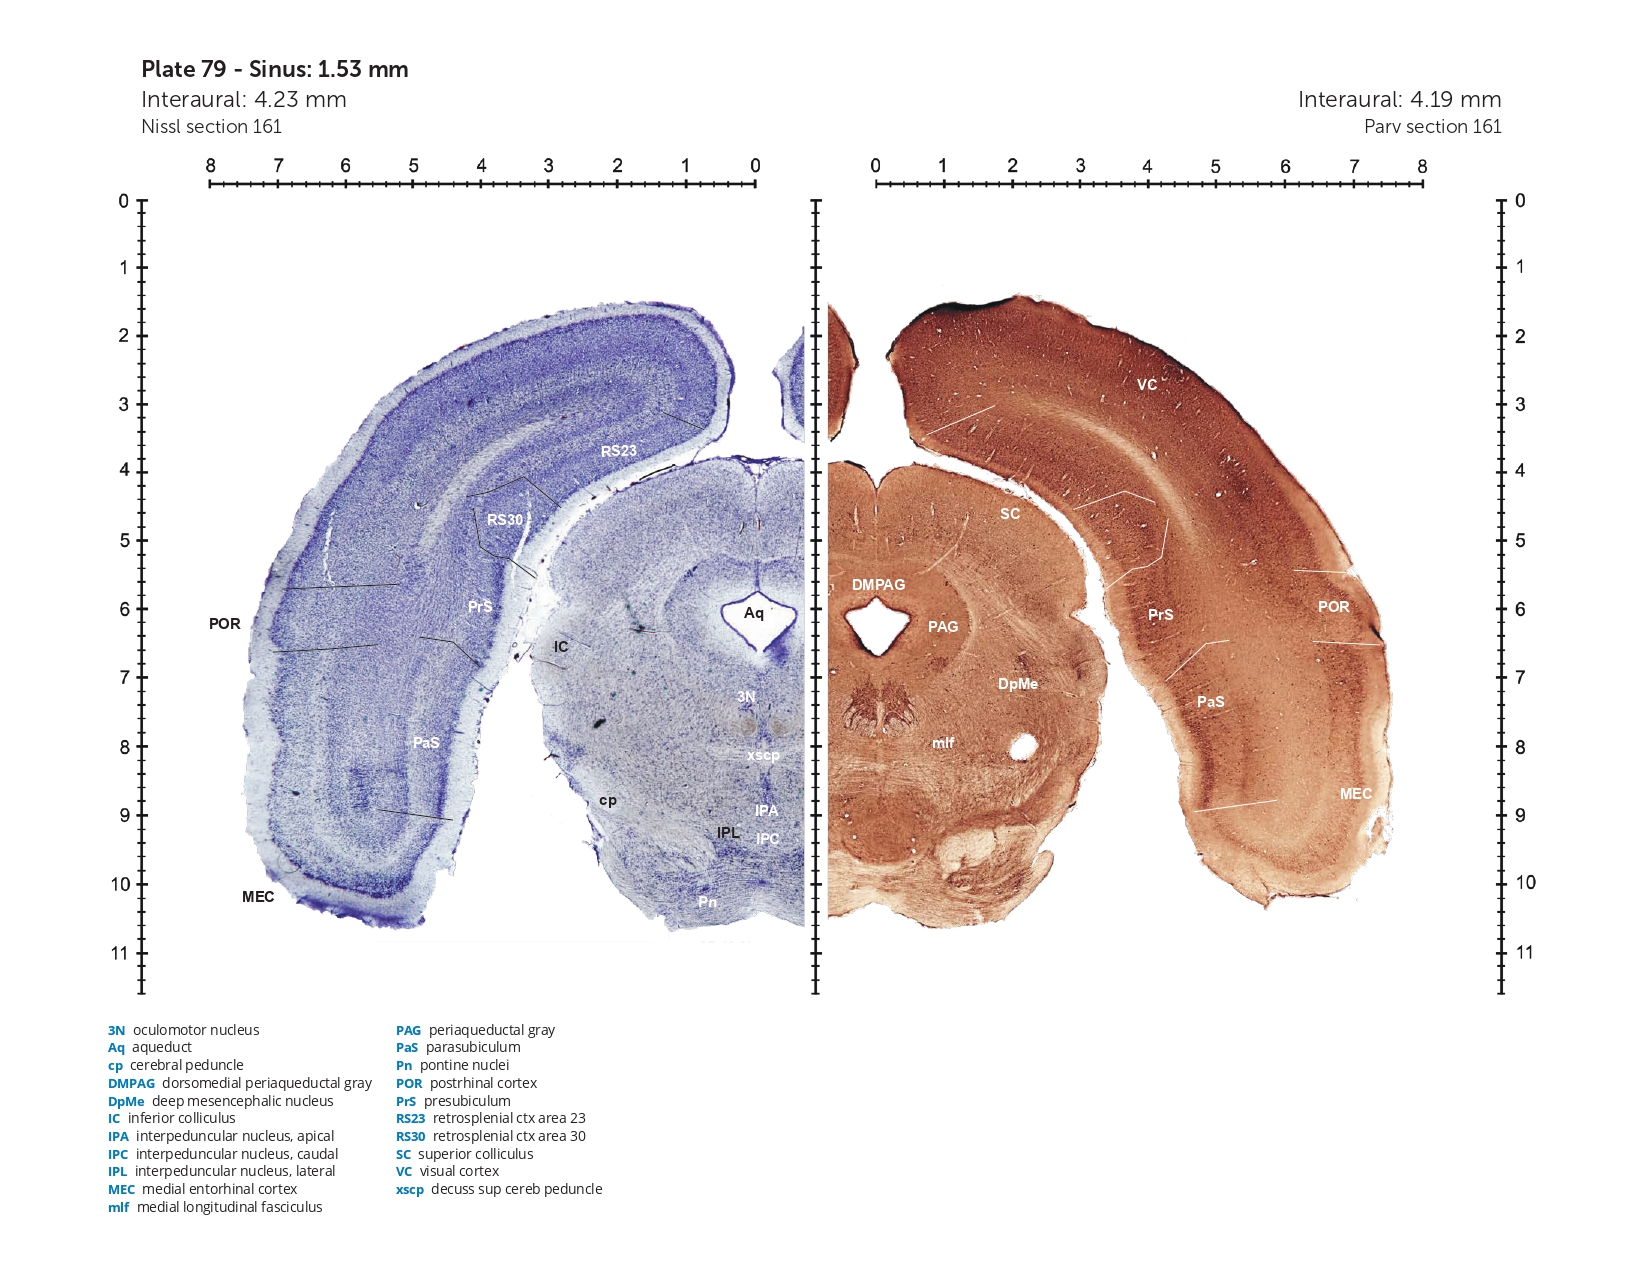 Plate 79 - Sinus: 1.53 mm
Interaural: 4.23 mm
Nissl section 161
Interaural: 4.19 mm
Parv section 161
8 7 6 5 4 3 2 1 0
0 1 2 3 4 5 6 7 8
0
1
2
3
4
5
6
7
8
9
10
11
0
1
2
3
4
5
6
7
8
9
10
11
RS23
RS30
PrS
POR
Aq
IC
3N
PaS
xscp
cp
IPA
IPL
IPC
MEC
Pn
VC
SC
DMPAG
POR
PrS
PAG
DpMe
PaS
mlf
MEC
3N oculomotor nucleus
Aq aqueduct
cp cerebral peduncle
DMPAG dorsomedial periaqueductal gray
DpMe deep mesencephalic nucleus
IC inferior colliculus
IPA interpeduncular nucleus, apical
IPC interpeduncular nucleus, caudal
IPL interpeduncular nucleus, lateral
MEC medial entorhinal cortex
mlf medial longitudinal fasciculus
PAG periaqueductal gray
PaS parasubiculum
Pn pontine nuclei
POR postrhinal cortex
PrS presubiculum
RS23 retrosplenial ctx area 23
RS30 retrosplenial ctx area 30
SC superior colliculus
VC visual cortex
xscp decuss sup cereb peduncle